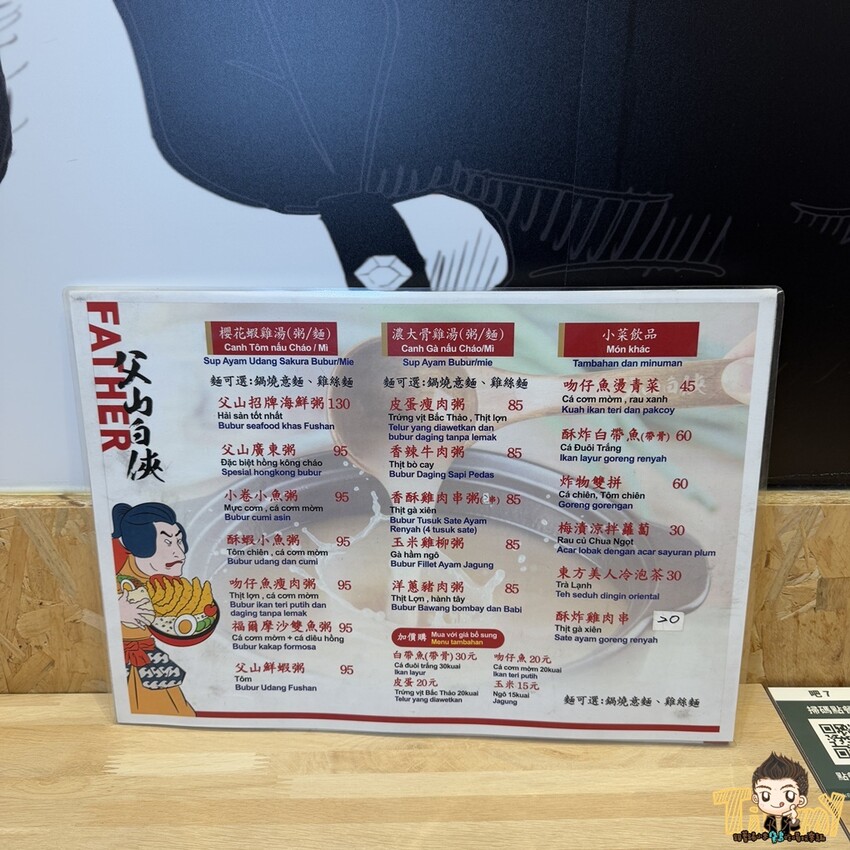 FATHER
父山白俠
櫻花蝦雞湯(粥/麵)
Canh Tôm nấu Cháo / Mì
Sup Ayam Udang Sakura Bubur/Mie
麵可選:鍋燒意麵、雞絲麵
父山招牌海鮮粥 130
Hải sản tốt nhất
Bubur seafood khas Fushan
父山廣東粥 95
Đặc biệt hồng kông cháo
Spesial hongkong bubur
小卷小魚粥 95
Mực cơm , cá cơm mờm
Bubur cumi asin
酥蝦小魚粥 95
Tôm chiên , cá cơm mờm
Bubur udang dan cumi
吻仔魚瘦肉粥 95
Thịt lợn , cá cơm mờm
Bubur ikan teri putih dan
daging tanpa lemak
福爾摩沙雙魚粥 95
Cá cơm mờm + cá diêu hồng
Bubur kakap formosa
父山鮮蝦粥 95
Tôm
Bubur Udang Fushan
濃大骨雞湯(粥/麵)
Canh Gà nấu Cháo/Mì
Sup Ayam Bubur/mie
麵可選:鍋燒意麵、雞絲麵
皮蛋瘦肉粥 85
Trứng vịt Bắc Thảo , Thịt lợn
Telur yang diawetkan dan
bubur daging tanpa lemak
香辣牛肉粥 85
Thịt bò cay
Bubur Daging Sapi Pedas
香酥雞肉串粥 85
Thịt gà xiên
Bubur Tusuk Sate Ayam
Renyah (4 tusuk sate)
玉米雞柳粥 85
Gà hầm ngô
Bubur Fillet Ayam Jagung
洋蔥豬肉粥 85
Thịt Lợn , hành tây
Bubur Bawang bombay dan Babi
加價購 Mua với giá bổ sung
Menu tambahan
白帶魚(帶骨) 30元
Cá đuôi trắng 30kuai
Ikan layur
皮蛋 20元
Trứng vịt Bắc Thảo 20kuai
Telur yang diawetkan
吻仔魚 20元
Cá cơm mờm 20kuai
Ikan teri putih
玉米 15元
Ngô 15kuai
Jagung
小菜飲品
Món khác
Tambahan dan minuman
吻仔魚燙青菜 45
Cá cơm mờm , rau xanh
Kuah ikan teri dan pakcoy
酥炸白帶魚(帶骨) 60
Cá Đuôi Trắng
Ikan layur goreng renyah
炸物雙拼 60
Cá chiên, Tôm chiên
Goreng gorengan
梅漬涼拌蘿蔔 30
Rau củ Chua Ngọt
Acar lobak dengan acar sayuran plum
東方美人冷泡茶 30
Trà Lạnh
Teh seduh dingin oriental
酥炸雞肉串 20
Thịt gà xiên
Sate ayam goreng renyah
麵可選:鍋燒意麵、雞絲麵
吧7